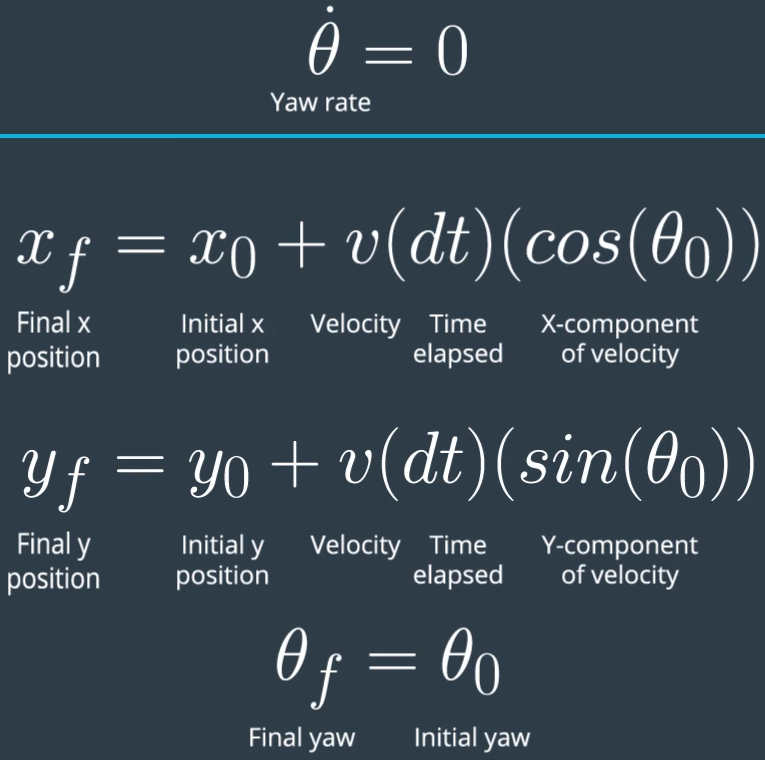 θ̇ = 0
Yaw rate
x_f = x_0 + v(dt)(cos(θ_0))
Final x position Initial x position Velocity Time elapsed X-component of velocity
y_f = y_0 + v(dt)(sin(θ_0))
Final y position Initial y position Velocity Time elapsed Y-component of velocity
θ_f = θ_0
Final yaw Initial yaw